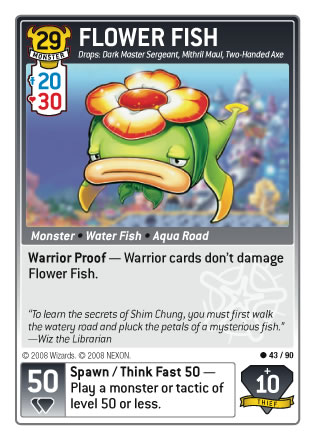 29
MONSTER
FLOWER FISH
Drops: Dark Master Sergeant, Mithril Maul, Two-Handed Axe
20
30
Monster • Water Fish • Aqua Road
Warrior Proof — Warrior cards don't damage
Flower Fish.
"To learn the secrets of Shim Chung, you must first walk
the watery road and pluck the petals of a mysterious fish."
—Wiz the Librarian
© 2008 Wizards. © 2008 NEXON.
● 43 / 90
50
Spawn / Think Fast 50 —
Play a monster or tactic of
level 50 or less.
+
10
THIEF